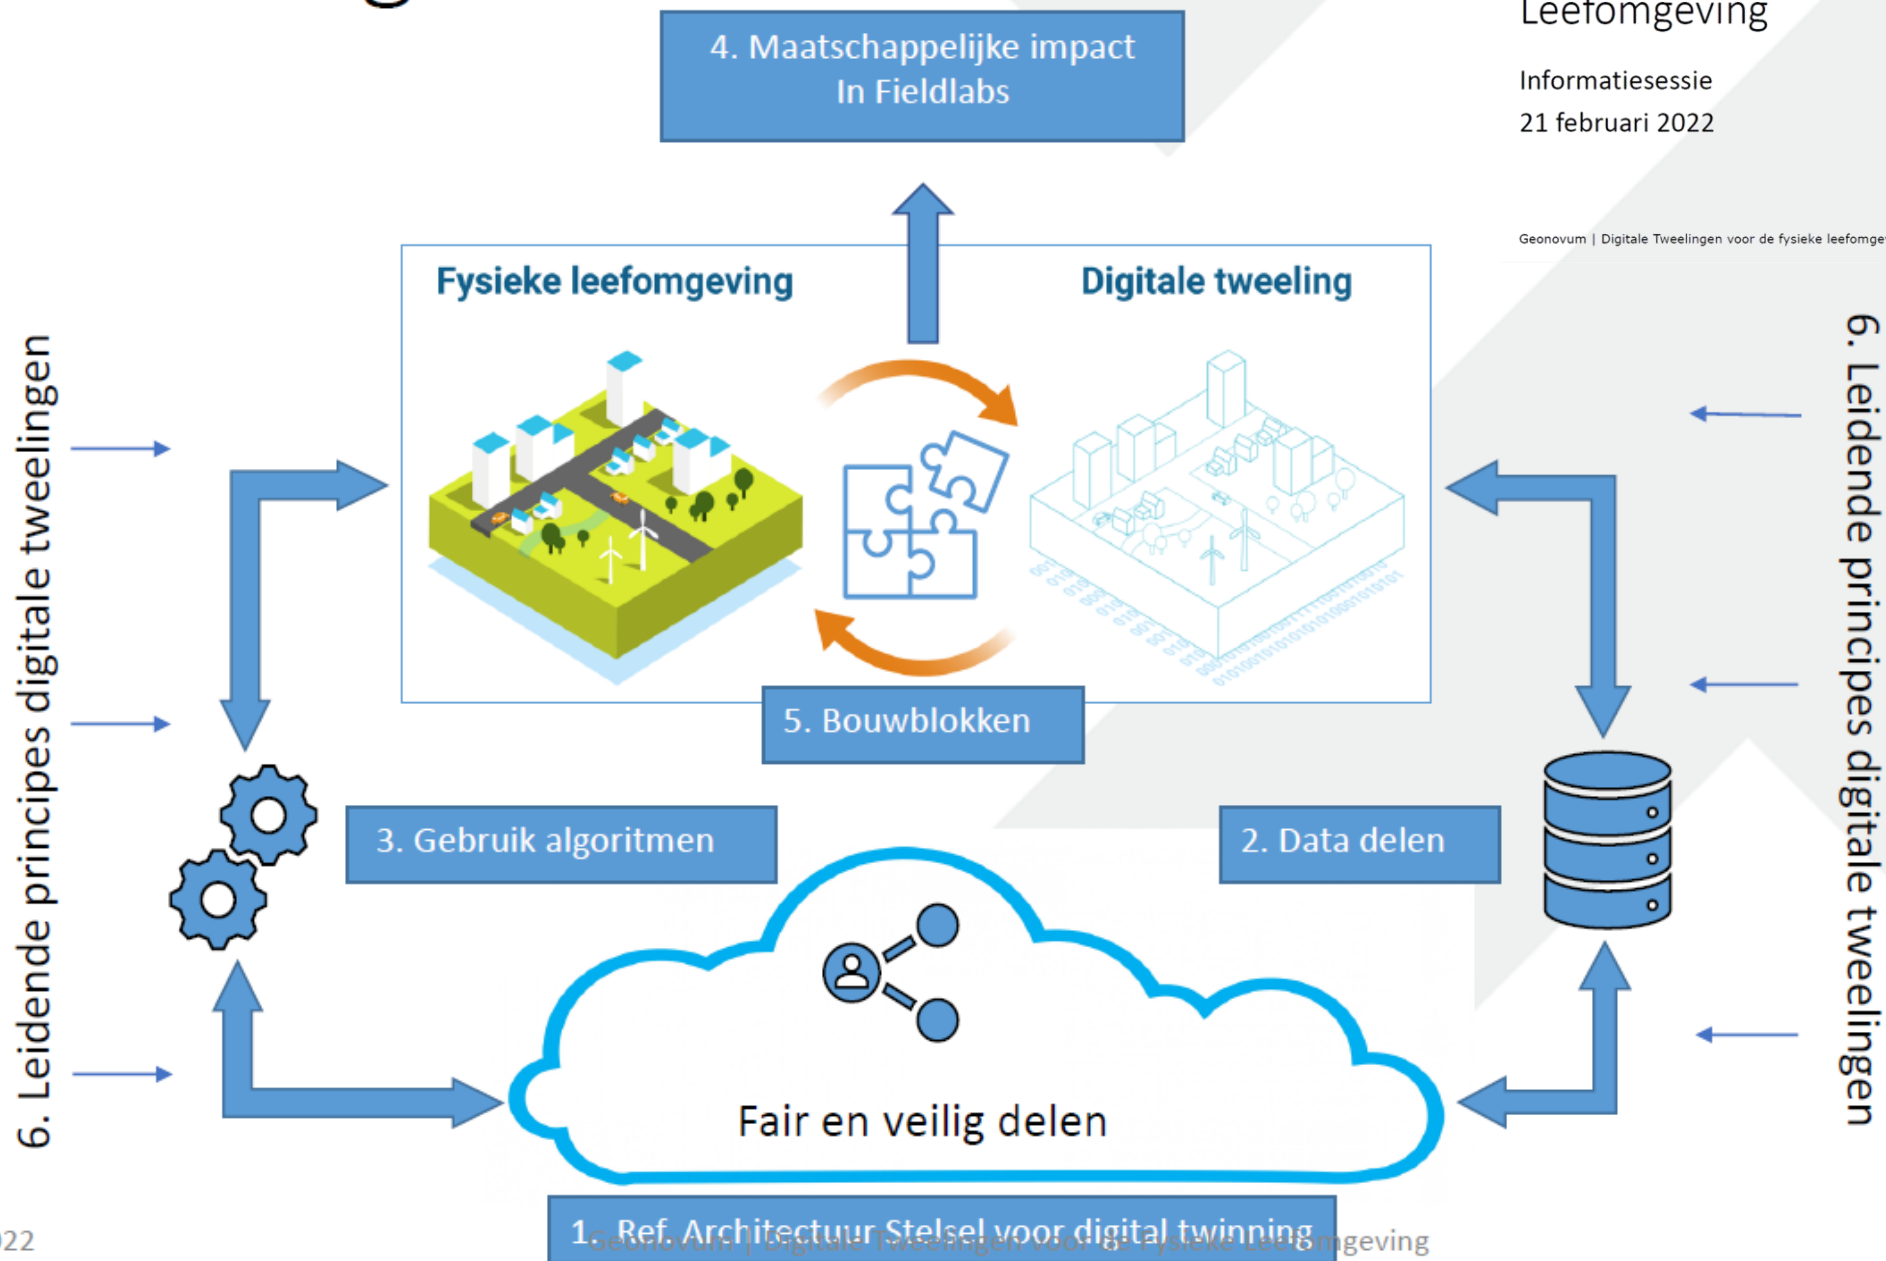 Leefomgeving
Informatiesessie
21 februari 2022
Geonovum | Digitale Tweelingen voor de fysieke leefomge
4. Maatschappelijke impact
In Fieldlabs
Fysieke leefomgeving
Digitale tweeling
6. Leidende principes digitale tweelingen
6. Leidende principes digitale tweelingen
5. Bouwblokken
3. Gebruik algoritmen
2. Data delen
Fair en veilig delen
1. Ref. Architectuur Stelsel voor digital twinning
Geonovum | Digitale Tweelingen voor de Fysieke Leefomgeving
022